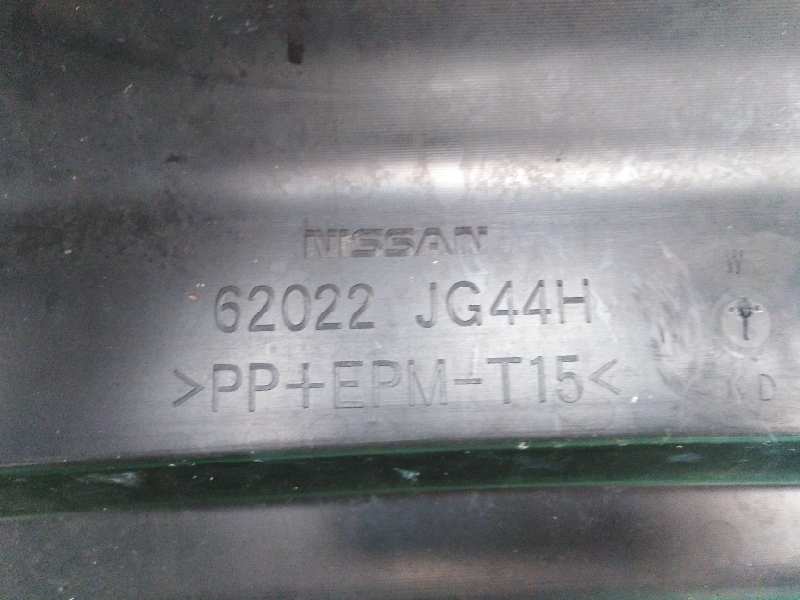 NISSAN
62022 JG44H
>PP+EPM-T15<
W
K D